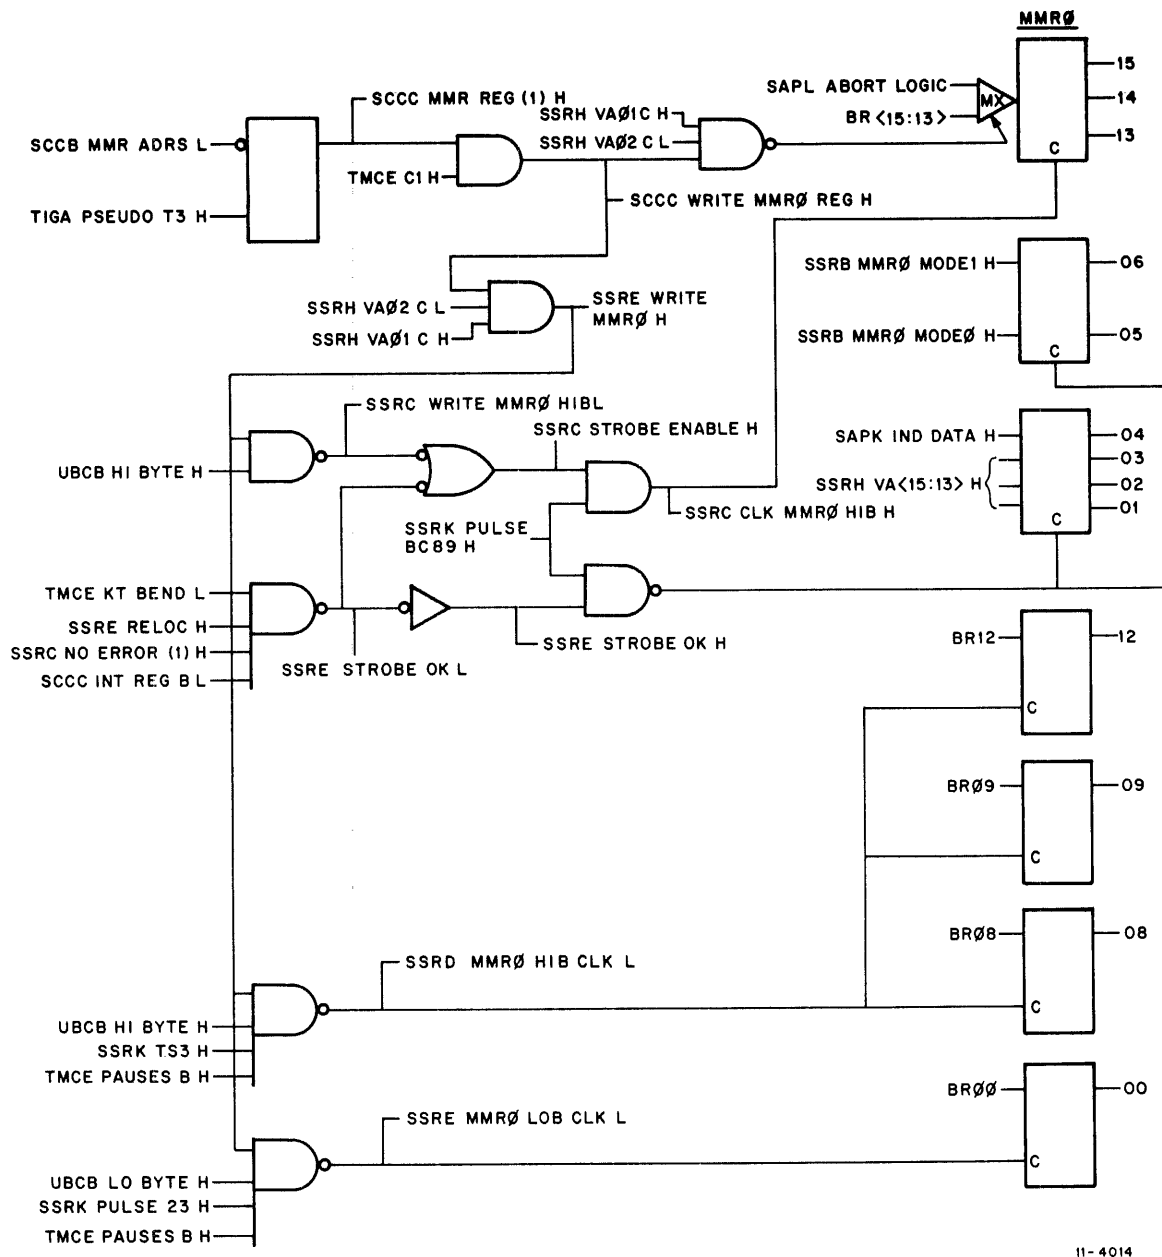 MMRØ
15
SAPL ABORT LOGIC
SCCC MMR REG (1) H
MX
14
SSRH VAØ1C H
BR <15:13>
SCCB MMR ADRS L
SSRH VAØ2 C L
13
C
TMCE C1 H
SCCC WRITE MMRØ REG H
TIGA PSEUDO T3 H
SSRB MMRØ MODE1 H
06
SSRH VAØ2 C L
SSRE WRITE
MMRØ H
SSRH VAØ1 C H
SSRB MMRØ MODEØ H
05
C
SSRC WRITE MMRØ HIBL
SSRC STROBE ENABLE H
SAPK IND DATA H
04
03
UBCB HI BYTE H
SSRH VA<15:13> H
02
01
SSRC CLK MMRØ HIB H
C
SSRK PULSE
BC89 H
TMCE KT BEND L
SSRE RELOC H
BR12
12
SSRC NO ERROR (1) H
SSRE STROBE OK L
SSRE STROBE OK H
SCCC INT REG B L
C
BRØ9
09
C
BRØ8
08
SSRD MMRØ HIB CLK L
C
UBCB HI BYTE H
SSRK TS3 H
TMCE PAUSES B H
BRØØ
00
SSRE MMRØ LOB CLK L
C
UBCB LO BYTE H
SSRK PULSE 23 H
TMCE PAUSES B H
11-4014